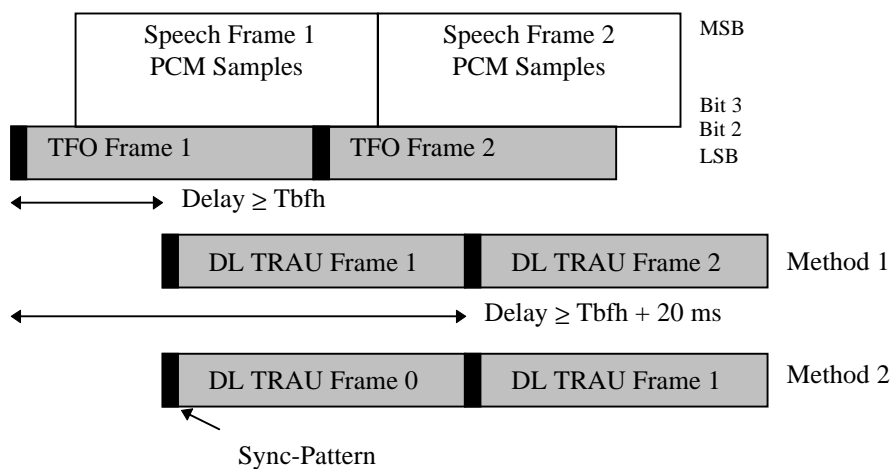 Speech Frame 1
PCM Samples
Speech Frame 2
PCM Samples
MSB
Bit 3
Bit 2
LSB
TFO Frame 1
TFO Frame 2
Delay ≥ Tbfh
DL TRAU Frame 1
DL TRAU Frame 2
Method 1
Delay ≥ Tbfh + 20 ms
DL TRAU Frame 0
DL TRAU Frame 1
Method 2
Sync-Pattern